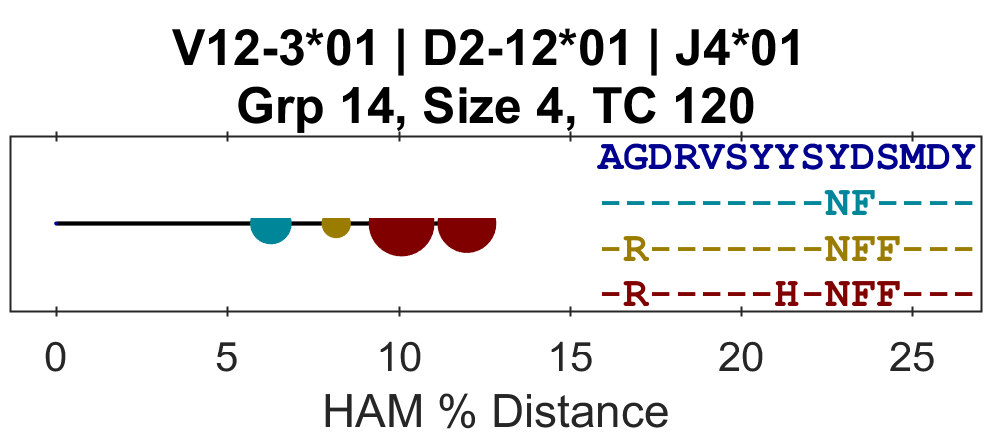 V12-3*01 | D2-12*01 | J4*01
Grp 14, Size 4, TC 120
AGDRVSYYSYDSMDY
---------NF----
-R-------NFF---
-R-----H-NFF---
0 5 10 15 20 25
HAM % Distance